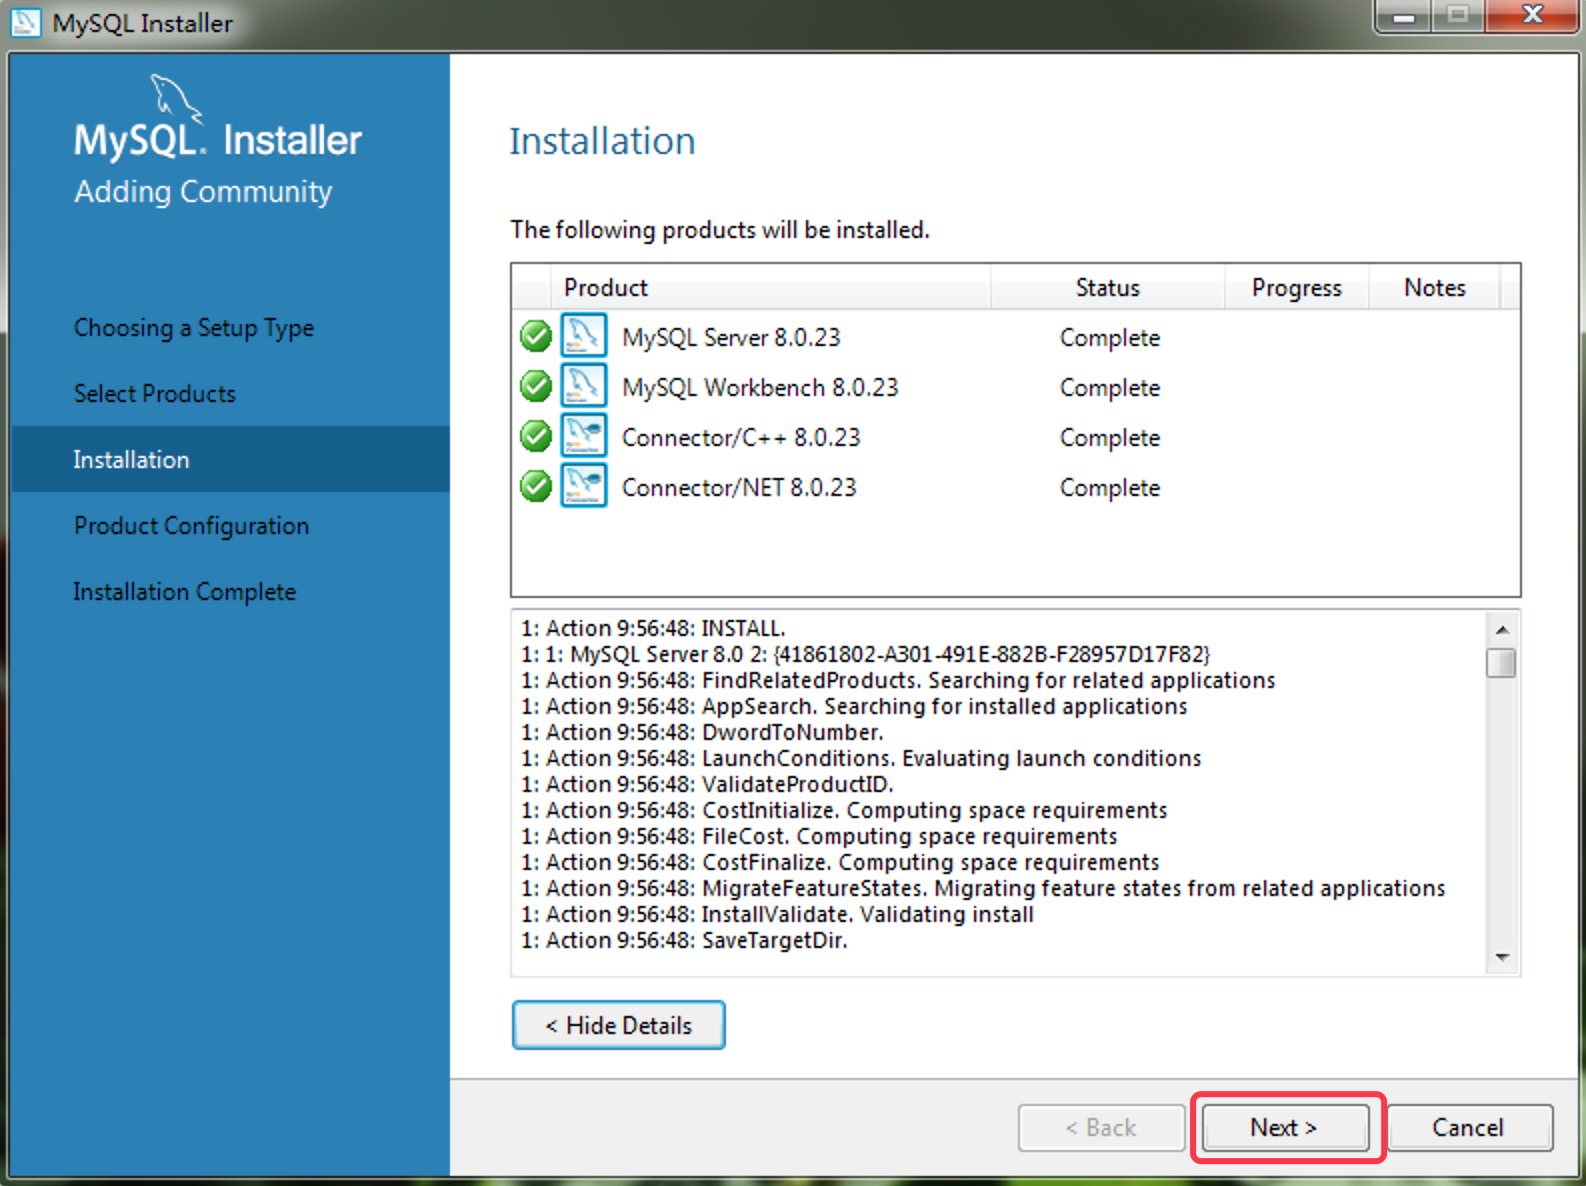 MySQL Installer
MySQL. Installer
Adding Community
Choosing a Setup Type
Select Products
Installation
Product Configuration
Installation Complete
Installation
The following products will be installed.
Product Status Progress Notes
MySQL Server 8.0.23 Complete
MySQL Workbench 8.0.23 Complete
Connector/C++ 8.0.23 Complete
Connector/NET 8.0.23 Complete
1: Action 9:56:48: INSTALL.
1: 1: MySQL Server 8.0 2: {41861802-A301-491E-882B-F28957D17F82}
1: Action 9:56:48: FindRelatedProducts. Searching for related applications
1: Action 9:56:48: AppSearch. Searching for installed applications
1: Action 9:56:48: DwordToNumber.
1: Action 9:56:48: LaunchConditions. Evaluating launch conditions
1: Action 9:56:48: ValidateProductID.
1: Action 9:56:48: CostInitialize. Computing space requirements
1: Action 9:56:48: FileCost. Computing space requirements
1: Action 9:56:48: CostFinalize. Computing space requirements
1: Action 9:56:48: MigrateFeatureStates. Migrating feature states from related applications
1: Action 9:56:48: InstallValidate. Validating install
1: Action 9:56:48: SaveTargetDir.
< Hide Details
< Back Next > Cancel